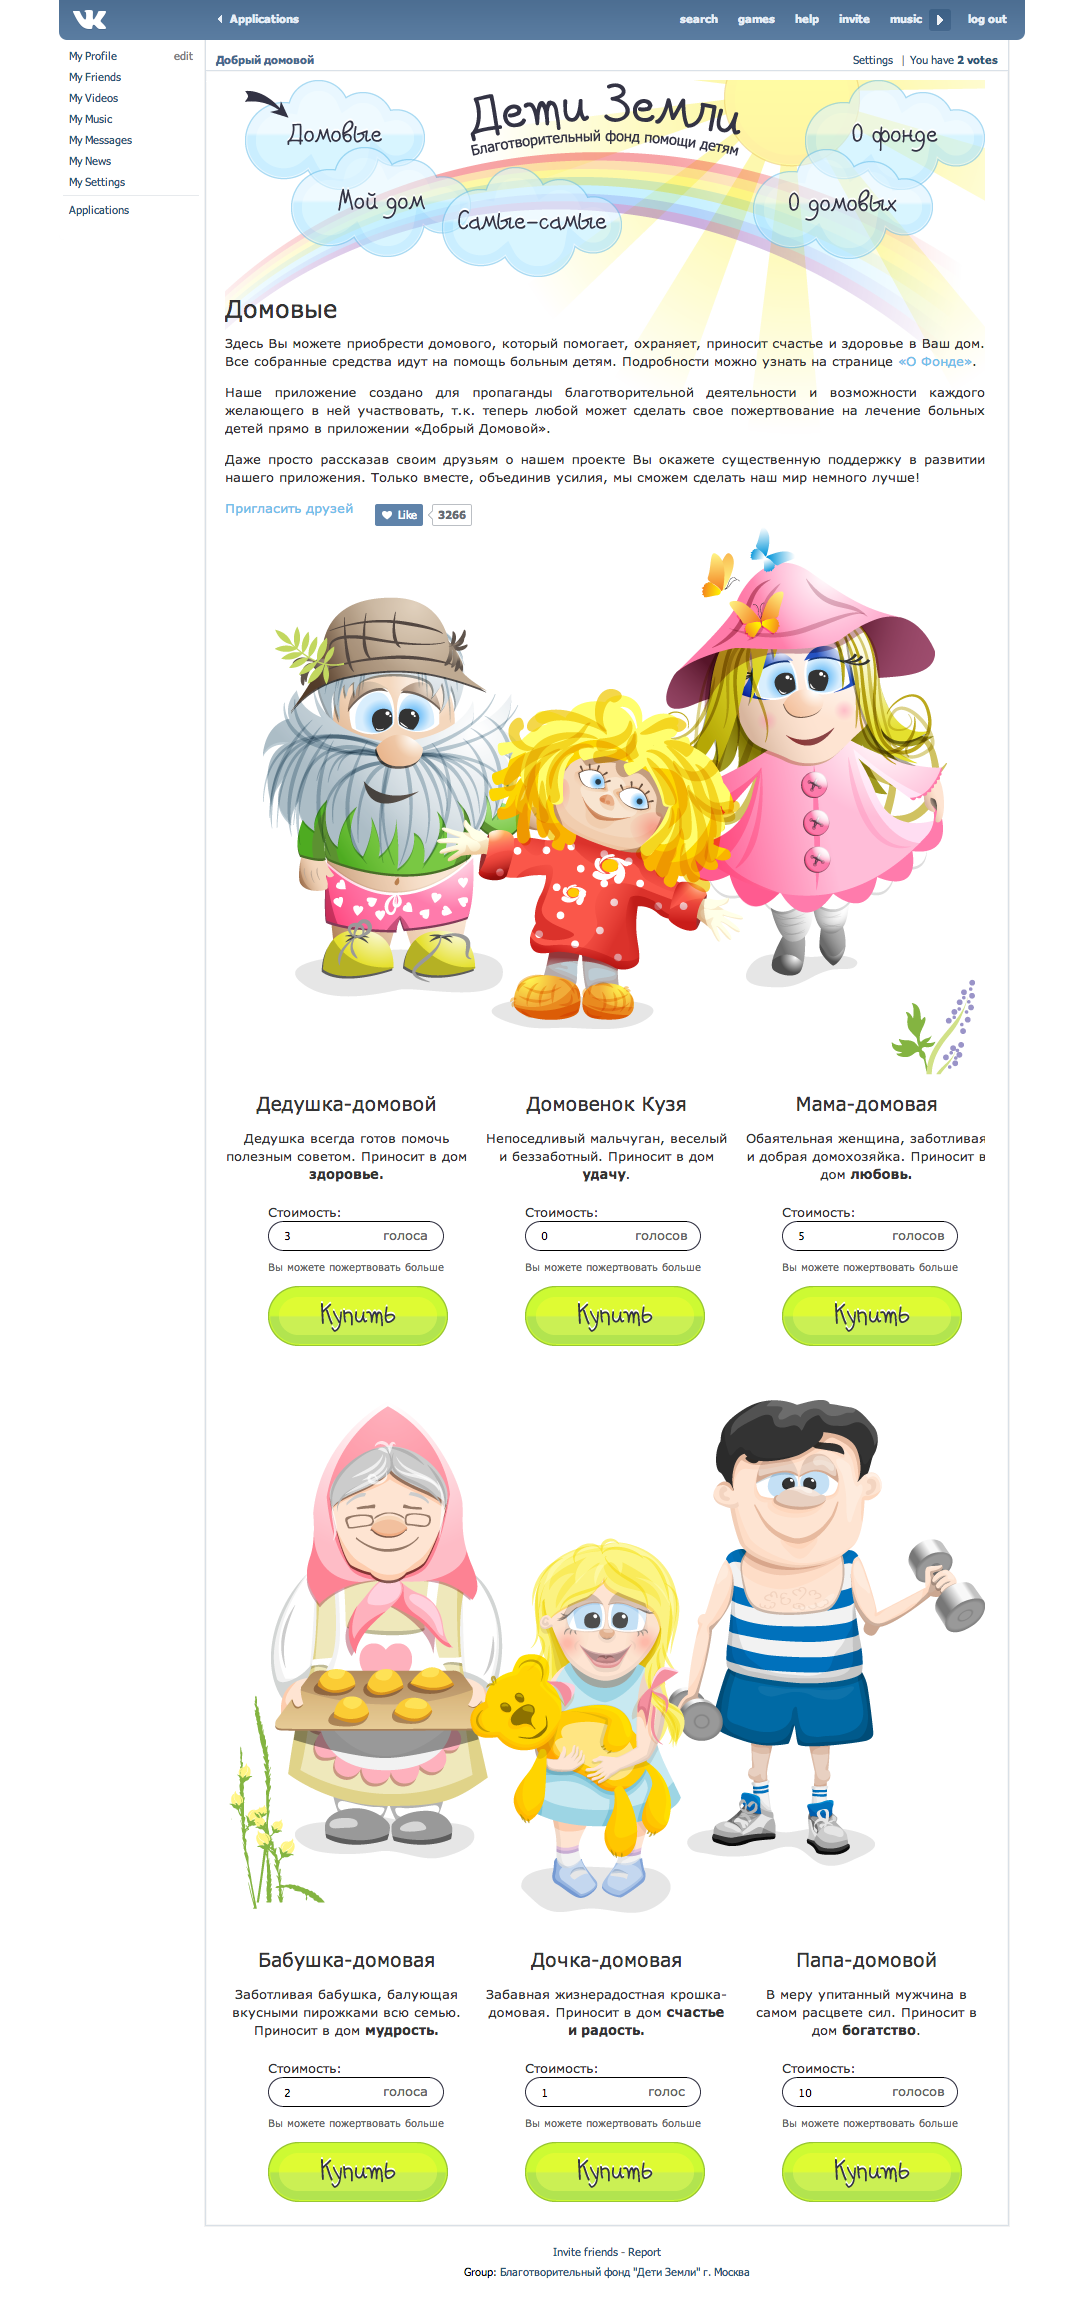 Applications
search games help invite music log out
My Profile edit
My Friends
My Videos
My Music
My Messages
My News
My Settings
Applications
Добрый домовой
Settings | You have 2 votes
Дети Земли
Благотворительный фонд помощи детям
Домовые
О фонде
Мой дом
Самые-самые
О домовых
Домовые
Здесь Вы можете приобрести домового, который помогает, охраняет, приносит счастье и здоровье в Ваш дом.
Все собранные средства идут на помощь больным детям. Подробности можно узнать на странице «О Фонде».
Наше приложение создано для пропаганды благотворительной деятельности и возможности каждого
желающего в ней участвовать, т.к. теперь любой может сделать свое пожертвование на лечение больных
детей прямо в приложении «Добрый Домовой».
Даже просто рассказав своим друзьям о нашем проекте Вы окажете существенную поддержку в развитии
нашего приложения. Только вместе, объединив усилия, мы сможем сделать наш мир немного лучше!
Пригласить друзей Like 3266
Дедушка-домовой
Дедушка всегда готов помочь
полезным советом. Приносит в дом
здоровье.
Стоимость:
3 голоса
Вы можете пожертвовать больше
Купить
Домовенок Кузя
Непоседливый мальчуган, веселый
и беззаботный. Приносит в дом
удачу.
Стоимость:
0 голосов
Вы можете пожертвовать больше
Купить
Мама-домовая
Обаятельная женщина, заботливая
и добрая домохозяйка. Приносит в
дом любовь.
Стоимость:
5 голосов
Вы можете пожертвовать больше
Купить
Бабушка-домовая
Заботливая бабушка, балующая
вкусными пирожками всю семью.
Приносит в дом мудрость.
Стоимость:
2 голоса
Вы можете пожертвовать больше
Купить
Дочка-домовая
Забавная жизнерадостная крошка-
домовая. Приносит в дом счастье
и радость.
Стоимость:
1 голос
Вы можете пожертвовать больше
Купить
Папа-домовой
В меру упитанный мужчина в
самом расцвете сил. Приносит в
дом богатство.
Стоимость:
10 голосов
Вы можете пожертвовать больше
Купить
Invite friends - Report
Group: Благотворительный фонд "Дети Земли" г. Москва